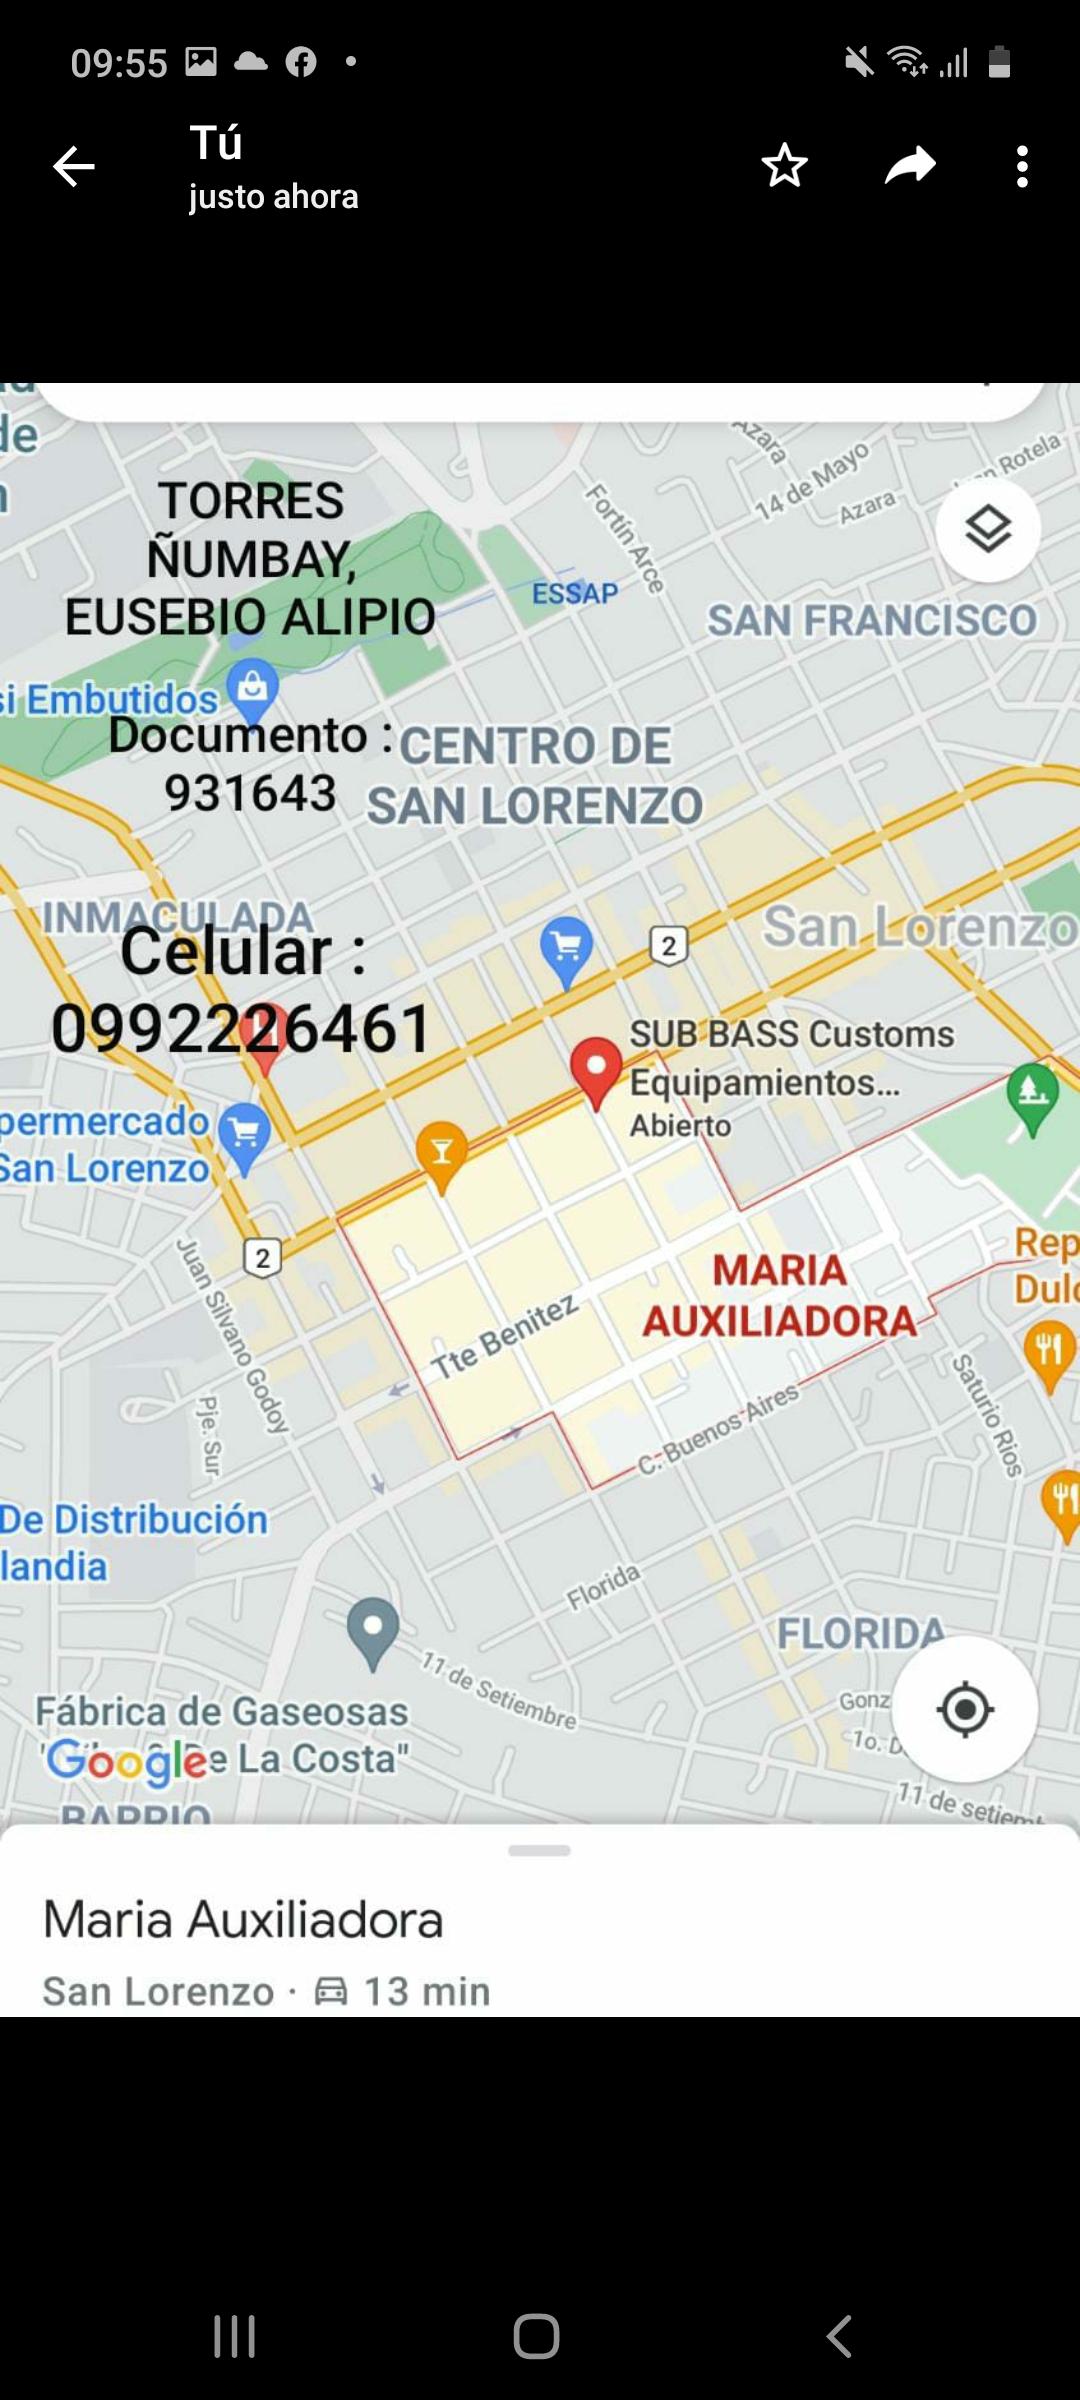 09:55
Tú
justo ahora
de
TORRES
ÑUMBAY,
EUSEBIO ALIPIO
Azara
14 de Mayo
Azara
Rotela
Fortín Arce
ESSAP
SAN FRANCISCO
si Embutidos
Documento :
931643
CENTRO DE
SAN LORENZO
INMACULADA
Celular :
0992226461
2
San Lorenzo
SUB BASS Customs
Equipamientos...
Abierto
permercado
San Lorenzo
2
Juan Silvano Godoy
Rep
Dulc
MARIA
AUXILIADORA
Tte Benitez
Pje. Sur
C. Buenos Aires
Saturio Rios
De Distribución
landia
Florida
FLORIDA
11 de Setiembre
Fábrica de Gaseosas
De La Costa"
Google
Gonz
1o. D
11 de setiemb
BARRIO
Maria Auxiliadora
San Lorenzo · 13 min